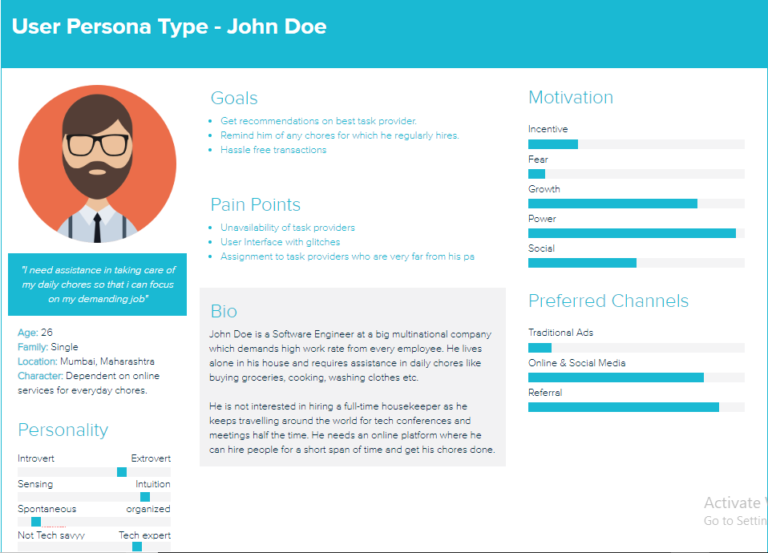 User Persona Type - John Doe
"I need assistance in taking care of
my daily chores so that i can focus
on my demanding job"
Age: 26
Family: Single
Location: Mumbai, Maharashtra
Character: Dependent on online
services for everyday chores.
Personality
Introvert Extrovert
Sensing Intuition
Spontaneous organized
Not Tech savvy Tech expert
Goals
Get recommendations on best task provider.
Remind him of any chores for which he regularly hires.
Hassle free transactions
Pain Points
Unavailability of task providers
User Interface with glitches
Assignment to task providers who are very far from his pa
Bio
John Doe is a Software Engineer at a big multinational company
which demands high work rate from every employee. He lives
alone in his house and requires assistance in daily chores like
buying groceries, cooking, washing clothes etc.
He is not interested in hiring a full-time housekeeper as he
keeps travelling around the world for tech conferences and
meetings half the time. He needs an online platform where he
can hire people for a short span of time and get his chores done.
Motivation
Incentive
Fear
Growth
Power
Social
Preferred Channels
Traditional Ads
Online & Social Media
Referral
Activate
Go to Settin